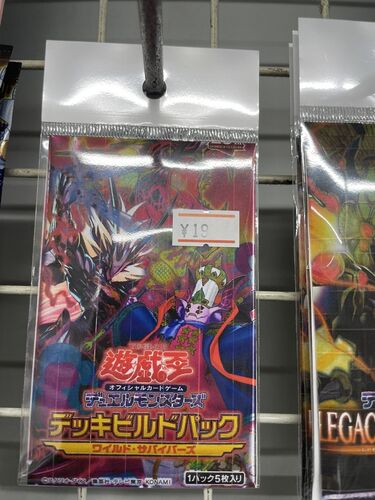 ¥19
遊戯王
オフィシャルカードゲーム
デュエルモンスターズ
デッキビルドパック
ワイルド・サバイバーズ
1パック5枚入り
KONAMI
LEGAC